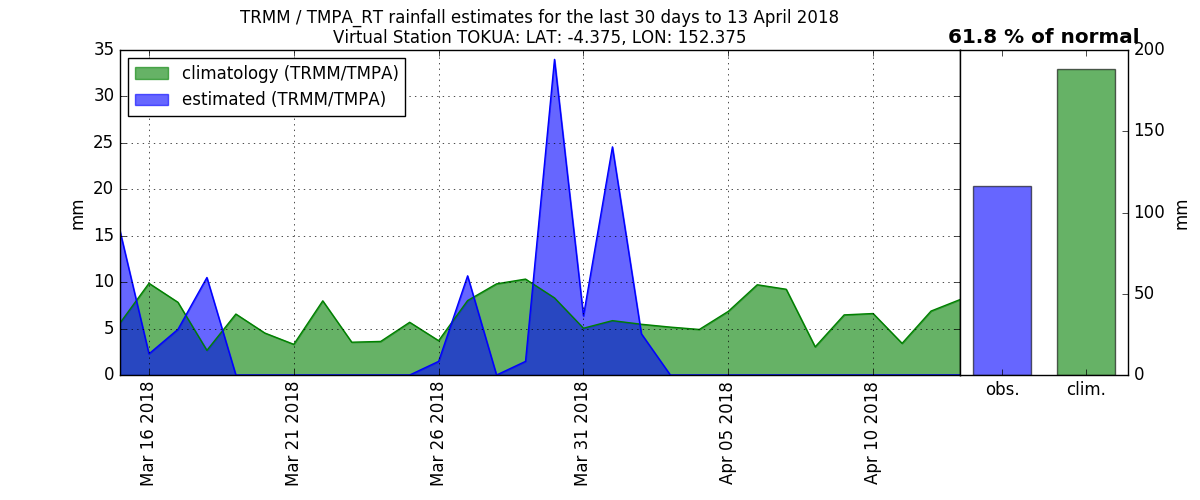 TRMM / TMPA_RT rainfall estimates for the last 30 days to 13 April 2018
Virtual Station TOKUA: LAT: -4.375, LON: 152.375
61.8 % of normal
climatology (TRMM/TMPA)
estimated (TRMM/TMPA)
35
30
25
20
15
10
5
0
mm
Mar 16 2018
Mar 21 2018
Mar 26 2018
Mar 31 2018
Apr 05 2018
Apr 10 2018
200
150
100
50
0
mm
obs.
clim.